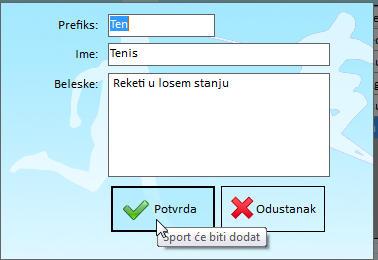 Prefiks: Ten
Ime: Tenis
Beleske: Reketi u losem stanju
Potvrda Odustanak
Sport će biti dodat